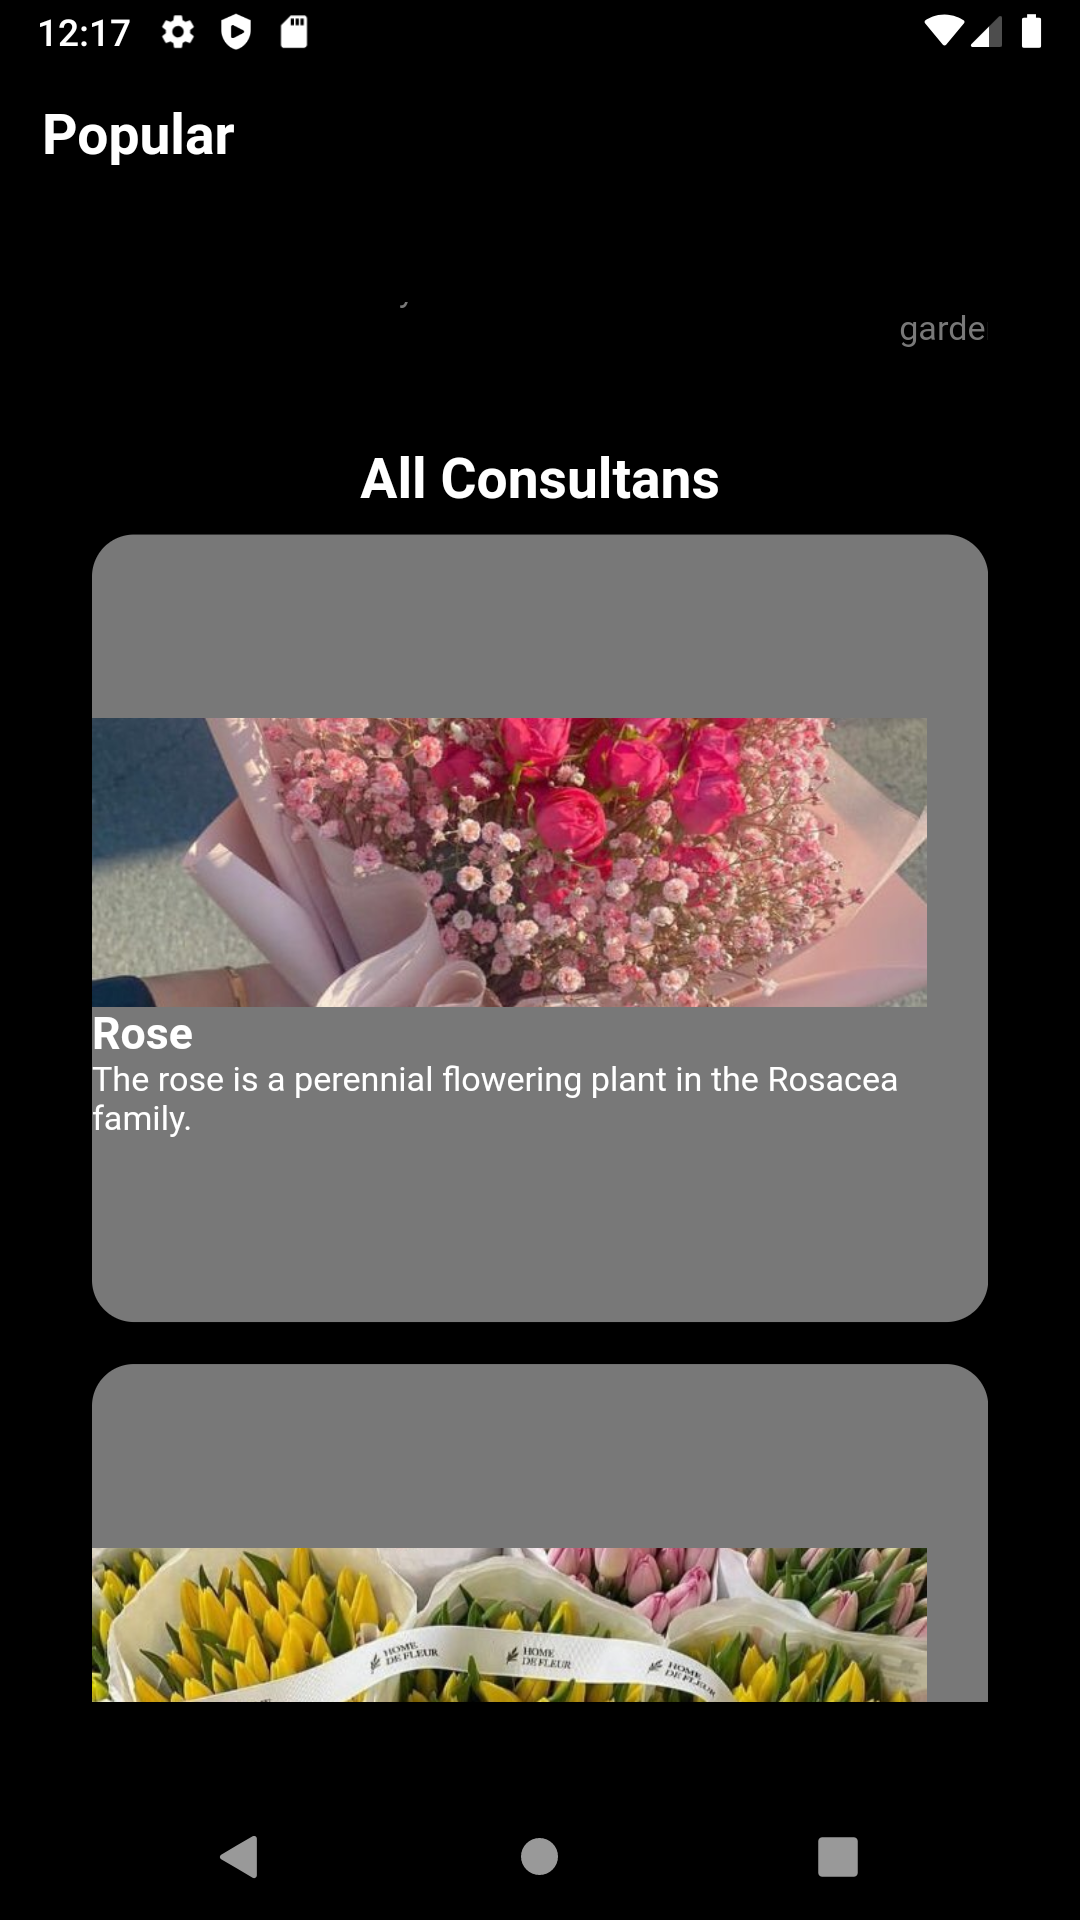 12:17
Popular
garde
All Consultans
Rose
The rose is a perennial flowering plant in the Rosacea
family.
HOME
DE FLEUR
HOME
DE FLEUR
HOME
DE FLEUR